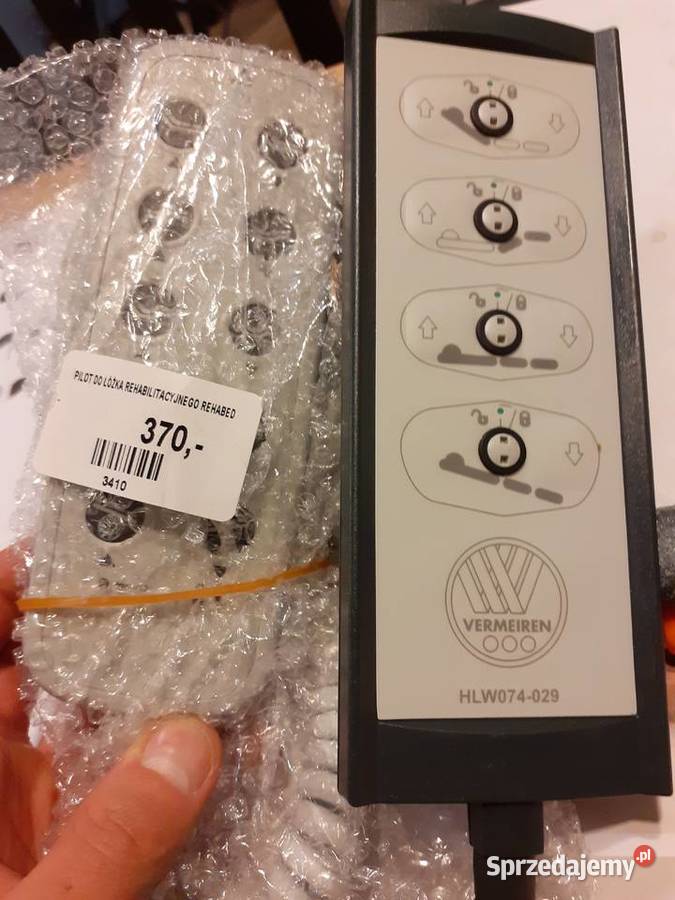 PILOT DO ŁÓŻKA REHABILITACYJNEGO REHABED
370,-
3410
VERMEIREN
HLW074-029
Sprzedajemy.pl